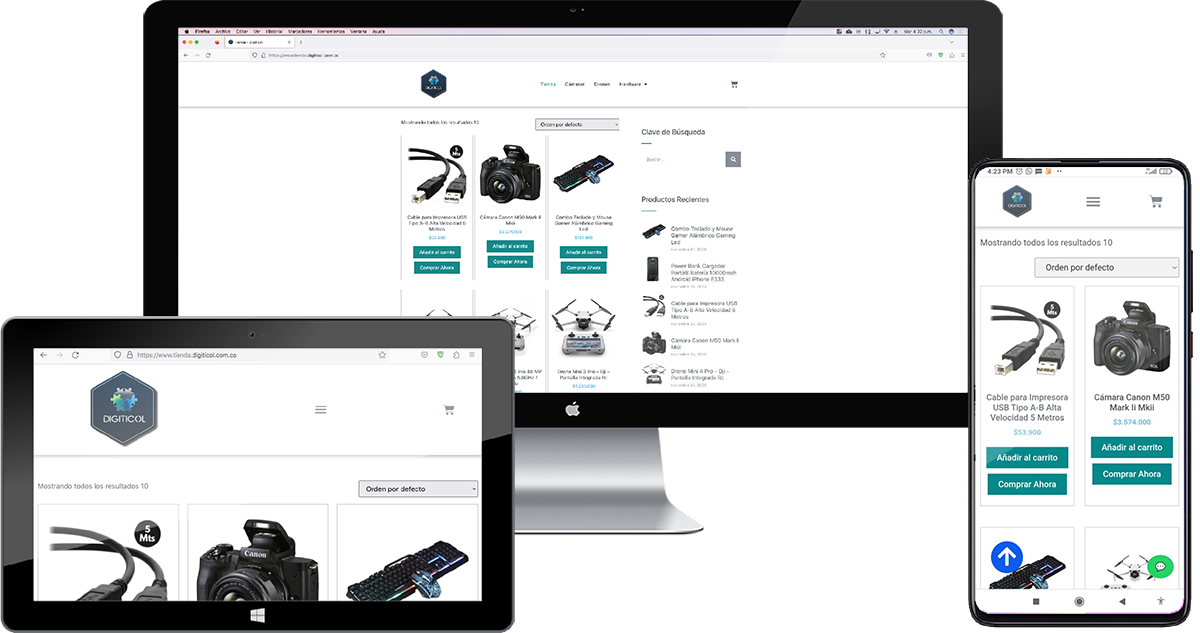 Firefox Archivo Editar Ver Historial Marcadores Herramientas Ventana Ayuda
Mar 4:32 p.m.
Tienda - Digiticol
https://www.tienda.digiticol.com.co
DIGITICOL
Tienda Cámaras Drones Hardware
Mostrando todos los resultados 10
Orden por defecto
5
Mts
Cable para Impresora USB
Tipo A-B Alta Velocidad 5
Metros
$53.900
Añadir al carrito
Comprar Ahora
Cámara Canon M50 Mark Ii
Mkii
$3.574.000
Añadir al carrito
Comprar Ahora
Combo Teclado y Mouse
Gamer Alámbrico Gaming
Led
Añadir al carrito
Comprar Ahora
Drone Mini 3 Pro – Dji –
Pantalla Integrada Rc
Clave de Búsqueda
Buscar...
Productos Recientes
Combo Teclado y Mouse
Gamer Alámbrico Gaming
Led
Power Bank Cargador
Portátil Batería 10000mah
Android iPhone E333
Cable para Impresora USB
Tipo A-B Alta Velocidad 5
Metros
Cámara Canon M50 Mark Ii
Mkii
Drone Mini 4 Pro – Dji –
Pantalla Integrada Rc
https://www.tienda.digiticol.com.co
DIGITICOL
Mostrando todos los resultados 10
Orden por defecto
5
Mts
Canon
4:23 PM
DIGITICOL
Mostrando todos los resultados 10
Orden por defecto
5
Mts
Cable para Impresora
USB Tipo A-B Alta
Velocidad 5 Metros
$53.900
Añadir al carrito
Comprar Ahora
Cámara Canon M50
Mark Ii Mkii
$3.574.000
Añadir al carrito
Comprar Ahora